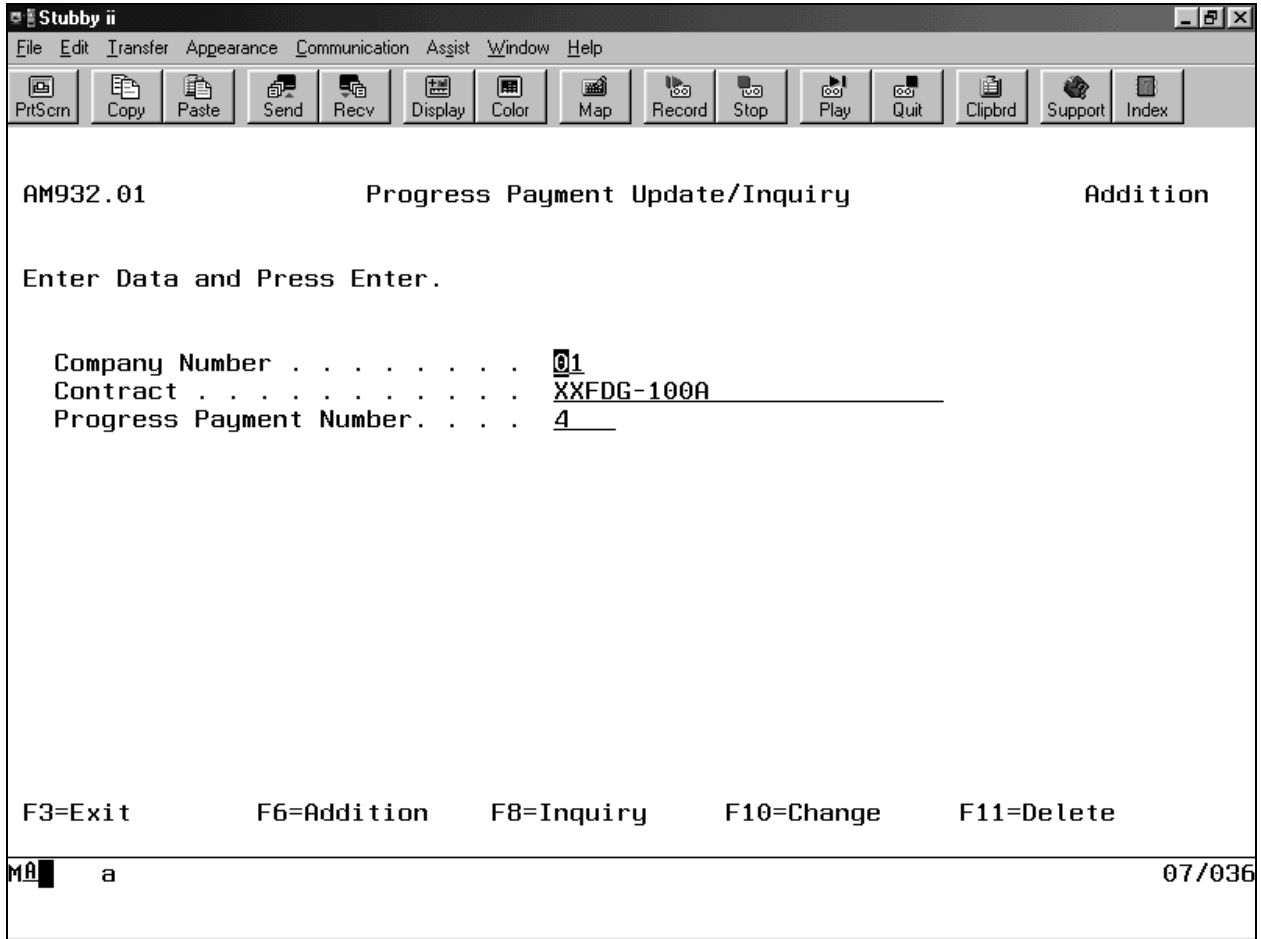 Stubby ii
File Edit Transfer Appearance Communication Assist Window Help
PrtScrn Copy Paste Send Recv Display Color Map Record Stop Play Quit Clipbrd Support Index
AM932.01 Progress Payment Update/Inquiry Addition
Enter Data and Press Enter.
Company Number . . . . . . . . 01
Contract . . . . . . . . . . . XXFDG-100A
Progress Payment Number. . . . 4
F3=Exit F6=Addition F8=Inquiry F10=Change F11=Delete
MA a 07/036